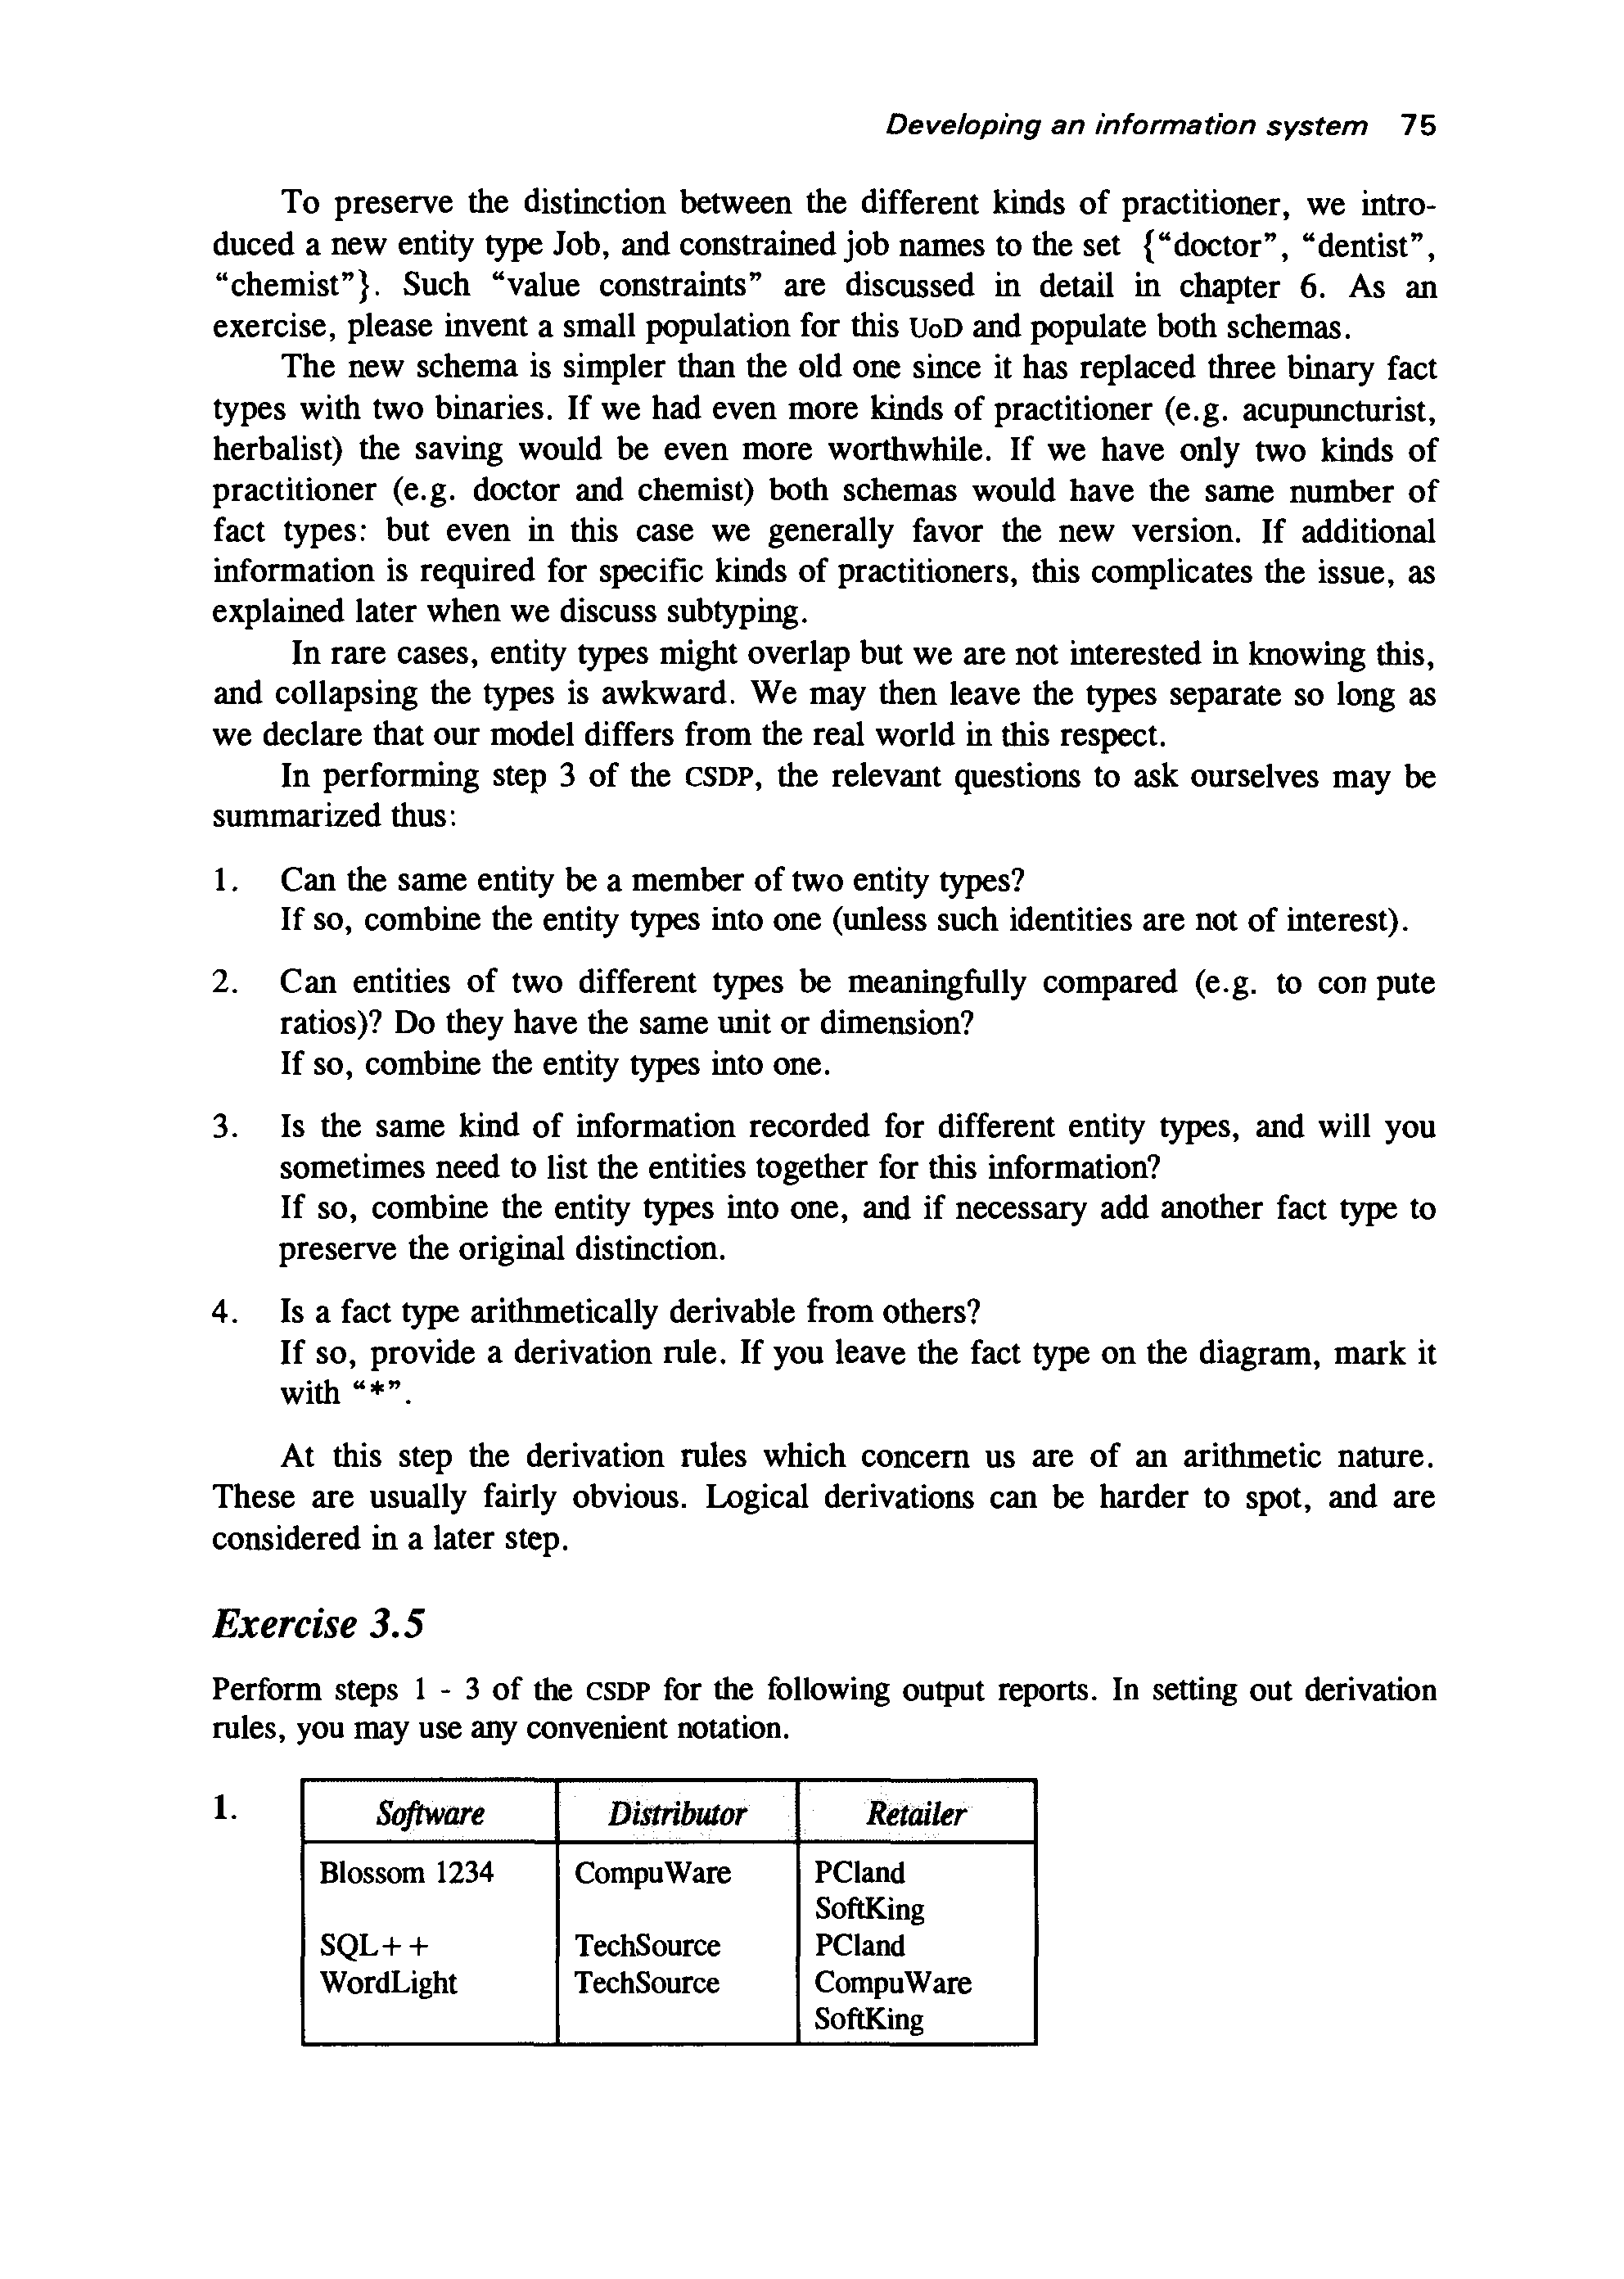 Developing an information system 75
To preserve the distinction between the different kinds of practitioner, we intro-
duced a new entity type Job, and constrained job names to the set {“doctor”, “dentist”,
“chemist”}. Such “value constraints” are discussed in detail in chapter 6. As an
exercise, please invent a small population for this UoD and populate both schemas.
The new schema is simpler than the old one since it has replaced three binary fact
types with two binaries. If we had even more kinds of practitioner (e.g. acupuncturist,
herbalist) the saving would be even more worthwhile. If we have only two kinds of
practitioner (e.g. doctor and chemist) both schemas would have the same number of
fact types: but even in this case we generally favor the new version. If additional
information is required for specific kinds of practitioners, this complicates the issue, as
explained later when we discuss subtyping.
In rare cases, entity types might overlap but we are not interested in knowing this,
and collapsing the types is awkward. We may then leave the types separate so long as
we declare that our model differs from the real world in this respect.
In performing step 3 of the CSDP, the relevant questions to ask ourselves may be
summarized thus:
1. Can the same entity be a member of two entity types?
If so, combine the entity types into one (unless such identities are not of interest).
2. Can entities of two different types be meaningfully compared (e.g. to con pute
ratios)? Do they have the same unit or dimension?
If so, combine the entity types into one.
3. Is the same kind of information recorded for different entity types, and will you
sometimes need to list the entities together for this information?
If so, combine the entity types into one, and if necessary add another fact type to
preserve the original distinction.
4. Is a fact type arithmetically derivable from others?
If so, provide a derivation rule. If you leave the fact type on the diagram, mark it
with “*”.
At this step the derivation rules which concern us are of an arithmetic nature.
These are usually fairly obvious. Logical derivations can be harder to spot, and are
considered in a later step.
Exercise 3.5
Perform steps 1 - 3 of the CSDP for the following output reports. In setting out derivation
rules, you may use any convenient notation.
1. Software Distributor Retailer
Blossom 1234 CompuWare PCland
SoftKing
SQL++ TechSource PCland
WordLight TechSource CompuWare
SoftKing